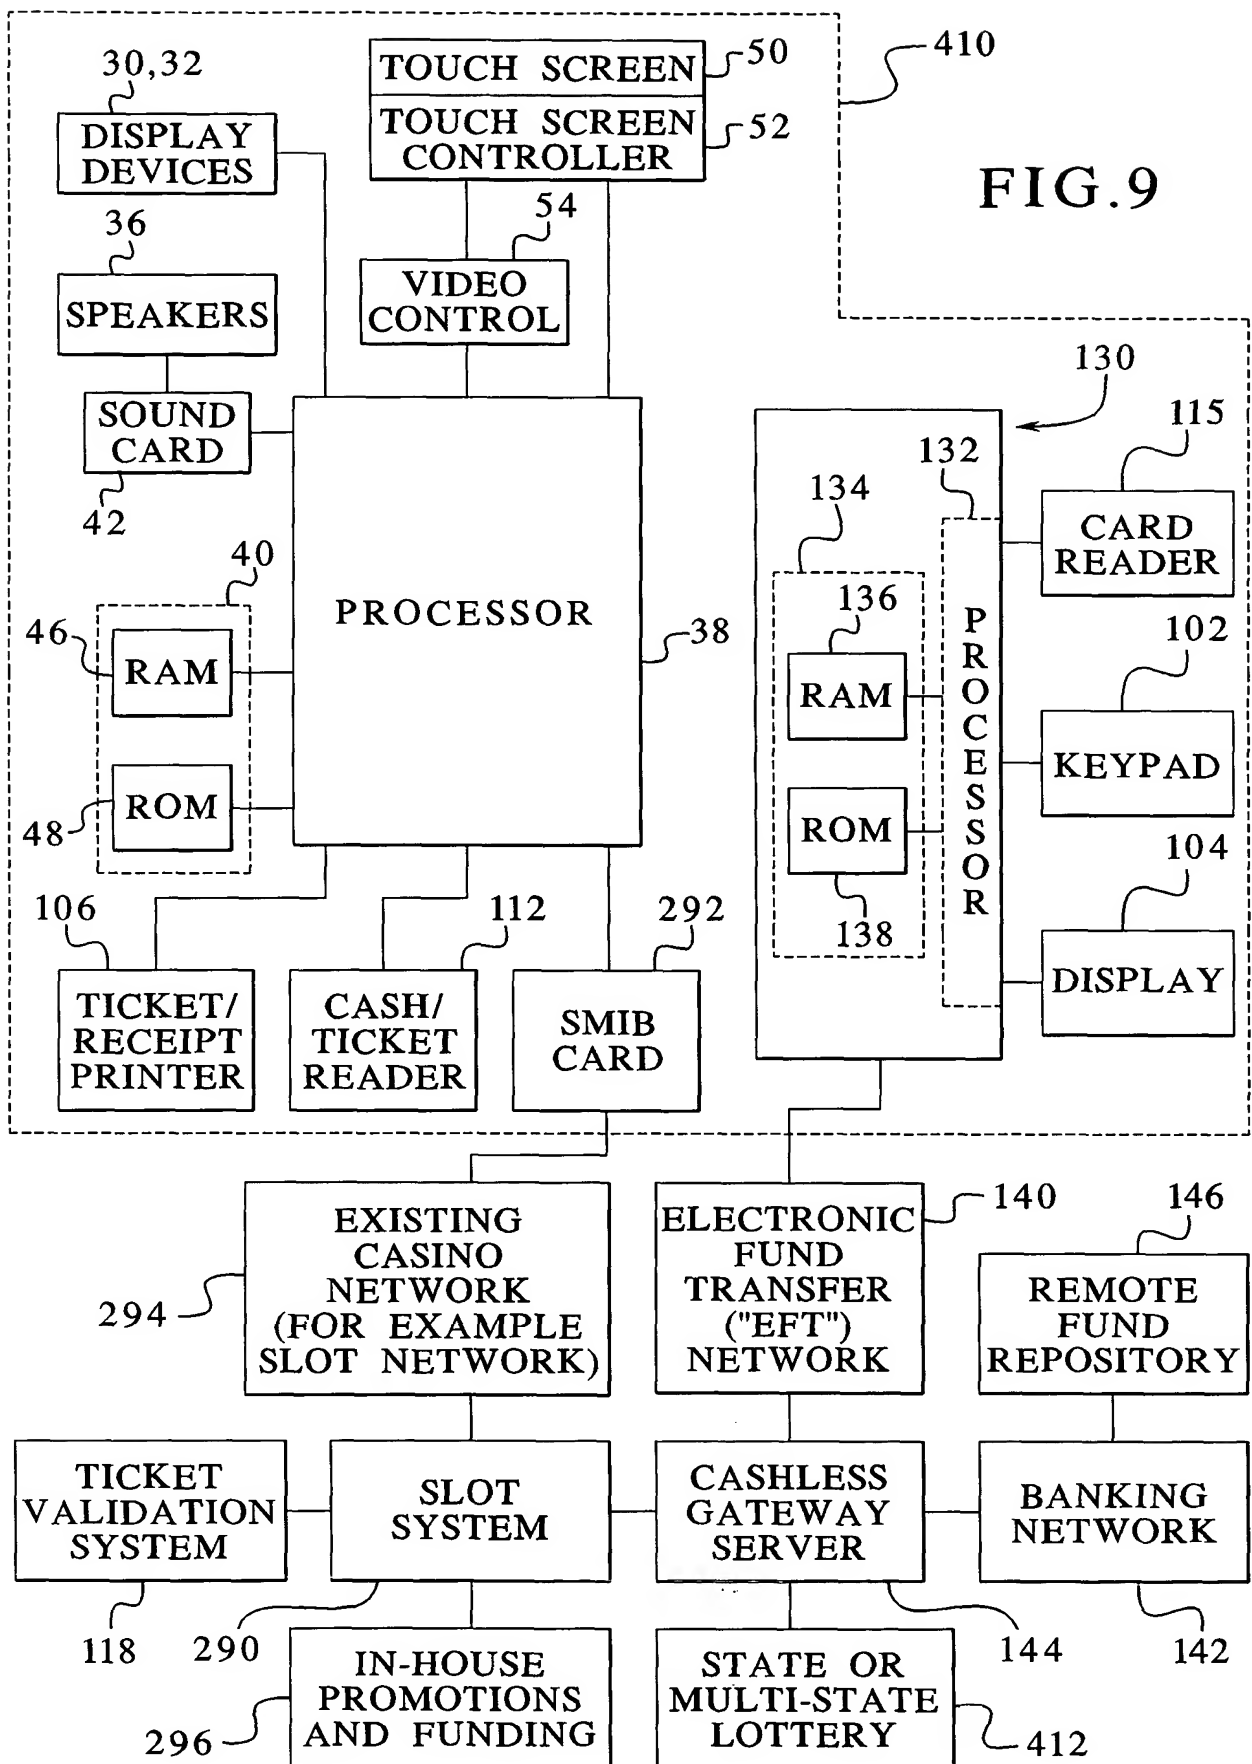 410
30,32
TOUCH SCREEN
50
DISPLAY
DEVICES
TOUCH SCREEN
CONTROLLER
52
FIG.9
36
54
SPEAKERS
VIDEO
CONTROL
130
SOUND
CARD
42
115
132
134
CARD
READER
40
46
RAM
PROCESSOR
38
136
RAM
PROCESSOR
102
KEYPAD
48
ROM
ROM
138
104
DISPLAY
106
112
292
TICKET/
RECEIPT
PRINTER
CASH/
TICKET
READER
SMIB
CARD
EXISTING
CASINO
NETWORK
(FOR EXAMPLE
SLOT NETWORK)
294
ELECTRONIC
FUND
TRANSFER
("EFT")
NETWORK
140
146
REMOTE
FUND
REPOSITORY
TICKET
VALIDATION
SYSTEM
SLOT
SYSTEM
CASHLESS
GATEWAY
SERVER
BANKING
NETWORK
118
290
144
142
IN-HOUSE
PROMOTIONS
AND FUNDING
296
STATE OR
MULTI-STATE
LOTTERY
412